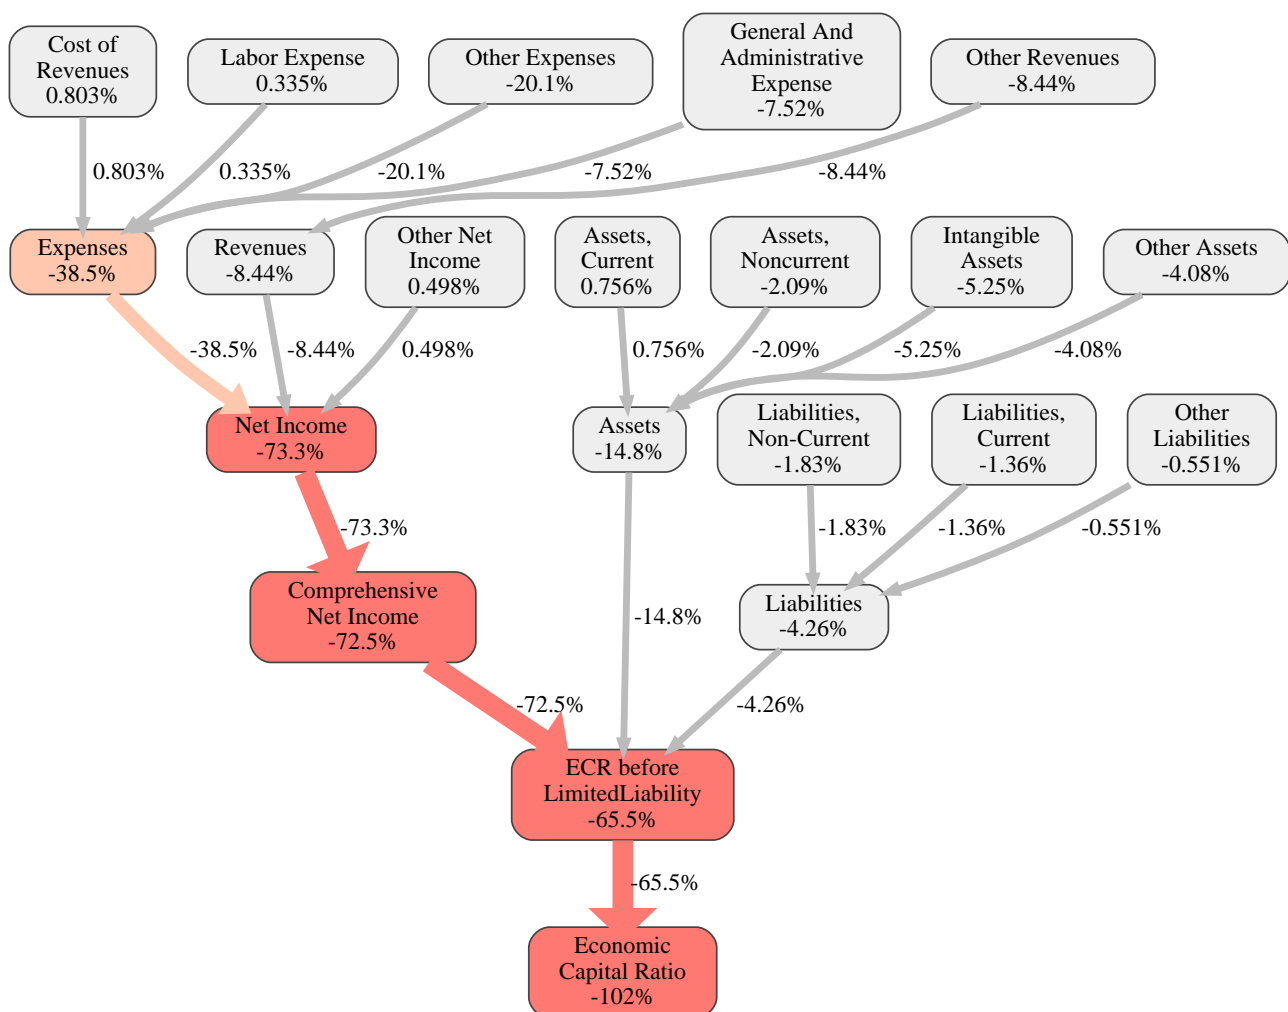 Cost of
Revenues
0.803%
Labor Expense
0.335%
Other Expenses
-20.1%
General And
Administrative
Expense
-7.52%
Other Revenues
-8.44%
0.803%
0.335%
-20.1%
-7.52%
-8.44%
Expenses
-38.5%
Revenues
-8.44%
Other Net
Income
0.498%
Assets,
Current
0.756%
Assets,
Noncurrent
-2.09%
Intangible
Assets
-5.25%
Other Assets
-4.08%
-38.5%
-8.44%
0.498%
0.756%
-2.09%
-5.25%
-4.08%
Net Income
-73.3%
Assets
-14.8%
Liabilities,
Non-Current
-1.83%
Liabilities,
Current
-1.36%
Other
Liabilities
-0.551%
-73.3%
-1.83%
-1.36%
-0.551%
Comprehensive
Net Income
-72.5%
-14.8%
Liabilities
-4.26%
-72.5%
-4.26%
ECR before
LimitedLiability
-65.5%
-65.5%
Economic
Capital Ratio
-102%